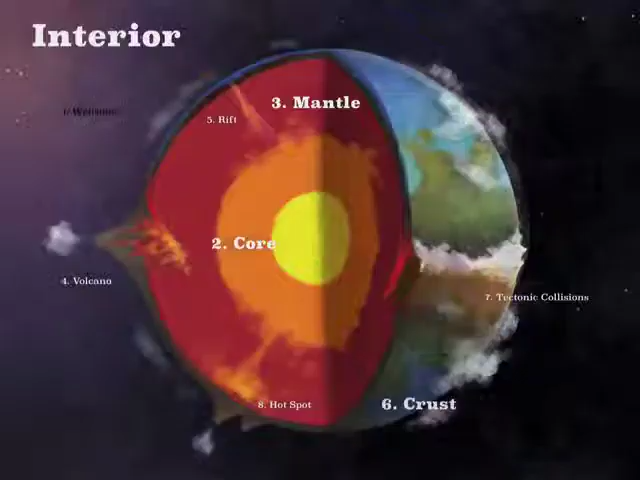 Interior
3. Mantle
5. Rift
2. Core
4. Volcano
7. Tectonic Collisions
8. Hot Spot
6. Crust